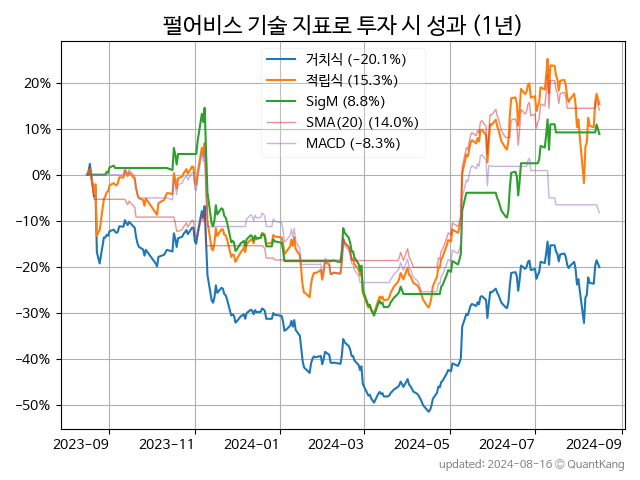 펄어비스 기술 지표로 투자 시 성과 (1년)
거치식 (−20.1%)
적립식 (15.3%)
SigM (8.8%)
SMA(20) (14.0%)
MACD (−8.3%)
20%
10%
0%
−10%
−20%
−30%
−40%
−50%
2023-09 2023-11 2024-01 2024-03 2024-05 2024-07 2024-09
updated: 2024-08-16 © QuantKang